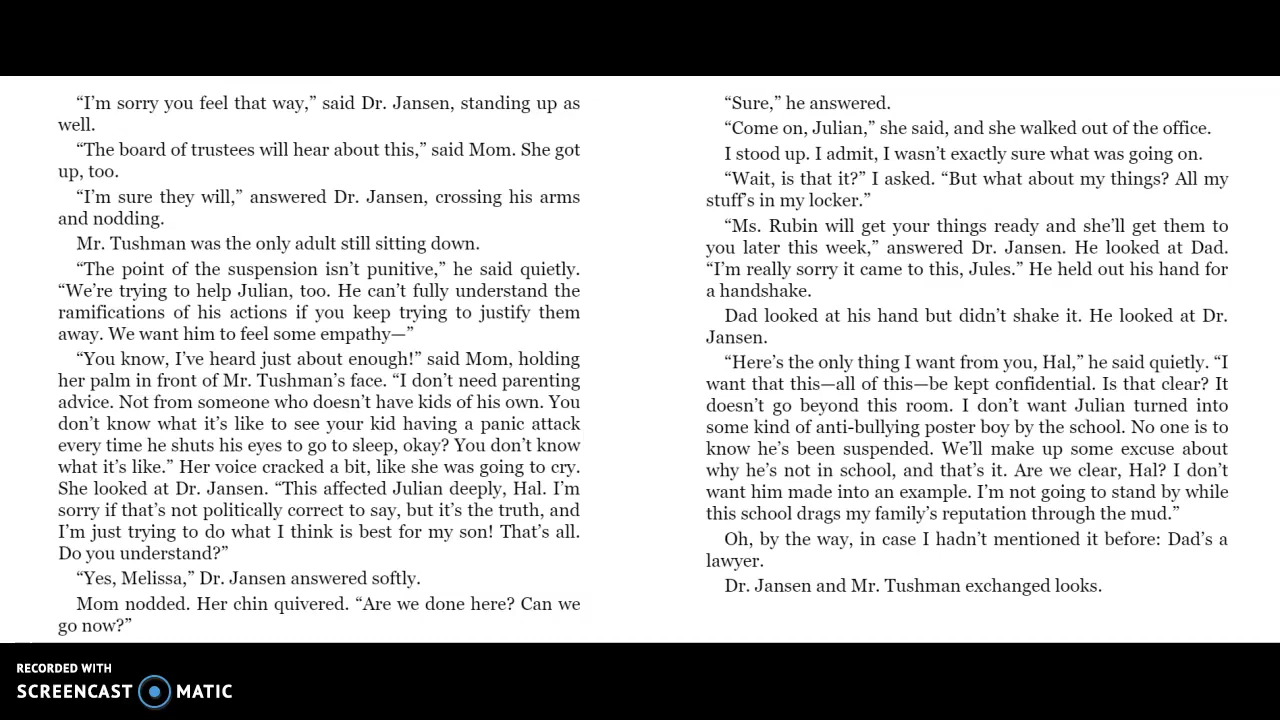 “I’m sorry you feel that way,” said Dr. Jansen, standing up as
well.
“The board of trustees will hear about this,” said Mom. She got
up, too.
“I’m sure they will,” answered Dr. Jansen, crossing his arms
and nodding.
Mr. Tushman was the only adult still sitting down.
“The point of the suspension isn’t punitive,” he said quietly.
“We’re trying to help Julian, too. He can’t fully understand the
ramifications of his actions if you keep trying to justify them
away. We want him to feel some empathy—”
“You know, I’ve heard just about enough!” said Mom, holding
her palm in front of Mr. Tushman’s face. “I don’t need parenting
advice. Not from someone who doesn’t have kids of his own. You
don’t know what it’s like to see your kid having a panic attack
every time he shuts his eyes to go to sleep, okay? You don’t know
what it’s like.” Her voice cracked a bit, like she was going to cry.
She looked at Dr. Jansen. “This affected Julian deeply, Hal. I’m
sorry if that’s not politically correct to say, but it’s the truth, and
I’m just trying to do what I think is best for my son! That’s all.
Do you understand?”
“Yes, Melissa,” Dr. Jansen answered softly.
Mom nodded. Her chin quivered. “Are we done here? Can we
go now?”
“Sure,” he answered.
“Come on, Julian,” she said, and she walked out of the office.
I stood up. I admit, I wasn’t exactly sure what was going on.
“Wait, is that it?” I asked. “But what about my things? All my
stuff’s in my locker.”
“Ms. Rubin will get your things ready and she’ll get them to
you later this week,” answered Dr. Jansen. He looked at Dad.
“I’m really sorry it came to this, Jules.” He held out his hand for
a handshake.
Dad looked at his hand but didn’t shake it. He looked at Dr.
Jansen.
“Here’s the only thing I want from you, Hal,” he said quietly. “I
want that this—all of this—be kept confidential. Is that clear? It
doesn’t go beyond this room. I don’t want Julian turned into
some kind of anti-bullying poster boy by the school. No one is to
know he’s been suspended. We’ll make up some excuse about
why he’s not in school, and that’s it. Are we clear, Hal? I don’t
want him made into an example. I’m not going to stand by while
this school drags my family’s reputation through the mud.”
Oh, by the way, in case I hadn’t mentioned it before: Dad’s a
lawyer.
Dr. Jansen and Mr. Tushman exchanged looks.
RECORDED WITH
SCREENCAST MATIC